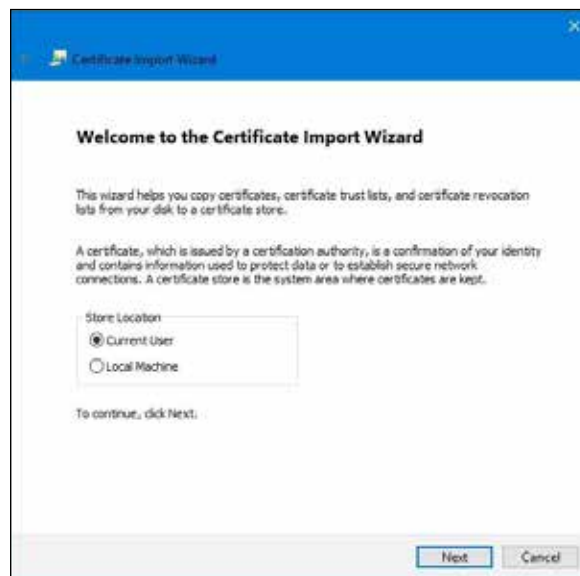 Certificate Import Wizard
Welcome to the Certificate Import Wizard
This wizard helps you copy certificates, certificate trust lists, and certificate revocation
lists from your disk to a certificate store.
A certificate, which is issued by a certification authority, is a confirmation of your identity
and contains information used to protect data or to establish secure network
connections. A certificate store is the system area where certificates are kept.
Store Location
Current User
Local Machine
To continue, click Next.
Next Cancel